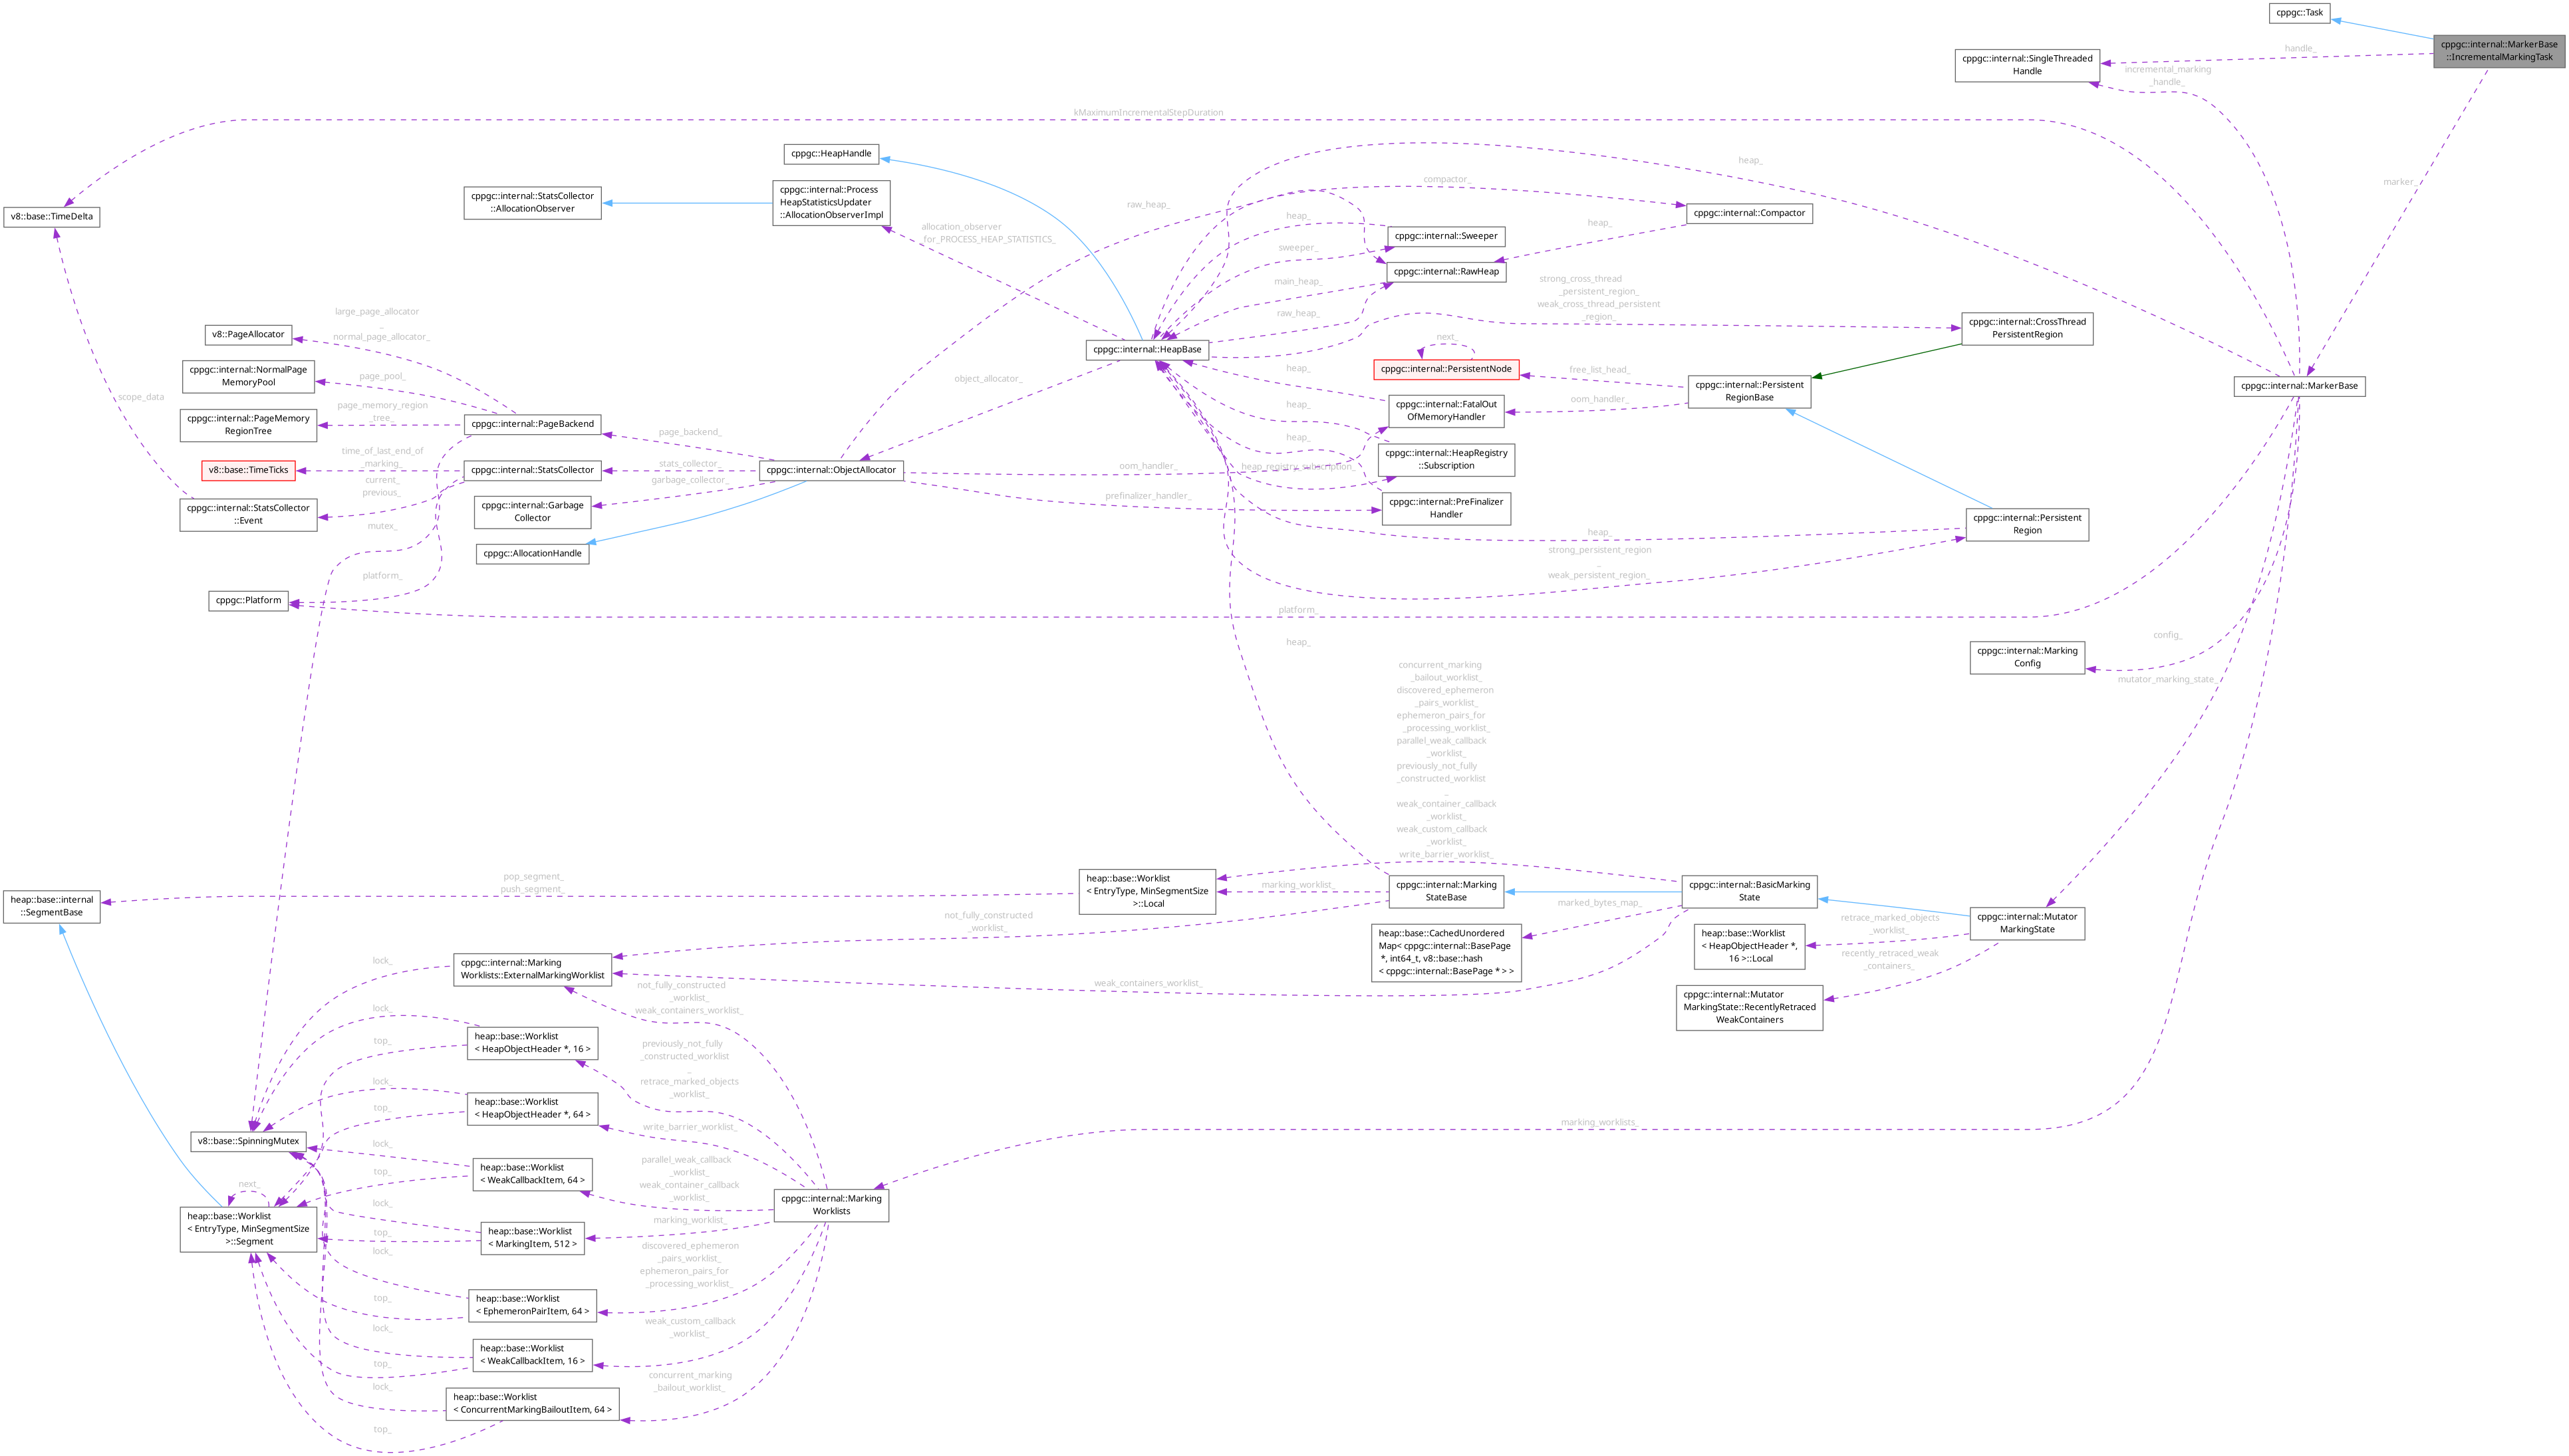 cppgc::Task
cppgc::internal::MarkerBase
::IncrementalMarkingTask
handle_
cppgc::internal::SingleThreaded
Handle
incremental_marking
_handle_
kMaximumIncrementalStepDuration
cppgc::HeapHandle
heap_
compactor_
marker_
cppgc::internal::StatsCollector
::AllocationObserver
cppgc::internal::Process
HeapStatisticsUpdater
::AllocationObserverImpl
raw_heap_
v8::base::TimeDelta
cppgc::internal::Compactor
allocation_observer
for_PROCESS_HEAP_STATISTICS_
heap_
heap_
cppgc::internal::Sweeper
sweeper_
cppgc::internal::RawHeap
main_heap_
strong_cross_thread
_persistent_region_
weak_cross_thread_persistent
_region_
raw_heap_
large_page_allocator
_
normal_page_allocator_
v8::PageAllocator
cppgc::internal::CrossThread
PersistentRegion
cppgc::internal::HeapBase
next_
cppgc::internal::PersistentNode
free_list_head_
cppgc::internal::NormalPage
MemoryPool
page_pool_
object_allocator_
heap_
cppgc::internal::Persistent
RegionBase
cppgc::internal::MarkerBase
scope_data
oom_handler_
cppgc::internal::FatalOut
OfMemoryHandler
heap_
cppgc::internal::PageMemory
RegionTree
page_memory_region
_tree_
cppgc::internal::PageBackend
page_backend_
heap_
cppgc::internal::HeapRegistry
::Subscription
time_of_last_end_of
_marking_
v8::base::TimeTicks
cppgc::internal::StatsCollector
stats_collector_
cppgc::internal::ObjectAllocator
oom_handler_
heap_registry_subscription_
current_
previous_
garbage_collector_
prefinalizer_handler_
cppgc::internal::PreFinalizer
Handler
cppgc::internal::StatsCollector
::Event
cppgc::internal::Garbage
Collector
mutex_
cppgc::internal::Persistent
Region
heap_
cppgc::AllocationHandle
strong_persistent_region
_
weak_persistent_region_
platform_
cppgc::Platform
platform_
heap_
config_
cppgc::internal::Marking
Config
mutator_marking_state_
concurrent_marking
_bailout_worklist_
discovered_ephemeron
_pairs_worklist_
ephemeron_pairs_for
_processing_worklist_
parallel_weak_callback
_worklist_
previously_not_fully
_constructed_worklist
_
weak_container_callback
_worklist_
weak_custom_callback
_worklist_
write_barrier_worklist_
pop_segment_
push_segment_
heap::base::internal
::SegmentBase
heap::base::Worklist
< EntryType, MinSegmentSize
>::Local
marking_worklist_
cppgc::internal::Marking
StateBase
cppgc::internal::BasicMarking
State
marked_bytes_map_
cppgc::internal::Mutator
MarkingState
retrace_marked_objects
_worklist_
not_fully_constructed
_worklist_
heap::base::CachedUnordered
Map< cppgc::internal::BasePage
*, int64_t, v8::base::hash
< cppgc::internal::BasePage * > >
heap::base::Worklist
< HeapObjectHeader *,
16 >::Local
recently_retraced_weak
_containers_
lock_
cppgc::internal::Marking
Worklists::ExternalMarkingWorklist
weak_containers_worklist_
cppgc::internal::Mutator
MarkingState::RecentlyRetraced
WeakContainers
not_fully_constructed
_worklist_
weak_containers_worklist_
lock_
top_
heap::base::Worklist
< HeapObjectHeader *, 16 >
previously_not_fully
_constructed_worklist
_
retrace_marked_objects
_worklist_
lock_
top_
heap::base::Worklist
< HeapObjectHeader *, 64 >
write_barrier_worklist_
marking_worklists_
v8::base::SpinningMutex
lock_
top_
heap::base::Worklist
< WeakCallbackItem, 64 >
parallel_weak_callback
_worklist_
weak_container_callback
_worklist_
next_
cppgc::internal::Marking
Worklists
heap::base::Worklist
< EntryType, MinSegmentSize
>::Segment
lock_
top_
heap::base::Worklist
< MarkingItem, 512 >
marking_worklist_
lock_
discovered_ephemeron
_pairs_worklist_
ephemeron_pairs_for
_processing_worklist_
top_
heap::base::Worklist
< EphemeronPairItem, 64 >
lock_
weak_custom_callback
_worklist_
top_
heap::base::Worklist
< WeakCallbackItem, 16 >
lock_
concurrent_marking
_bailout_worklist_
heap::base::Worklist
< ConcurrentMarkingBailoutItem, 64 >
top_